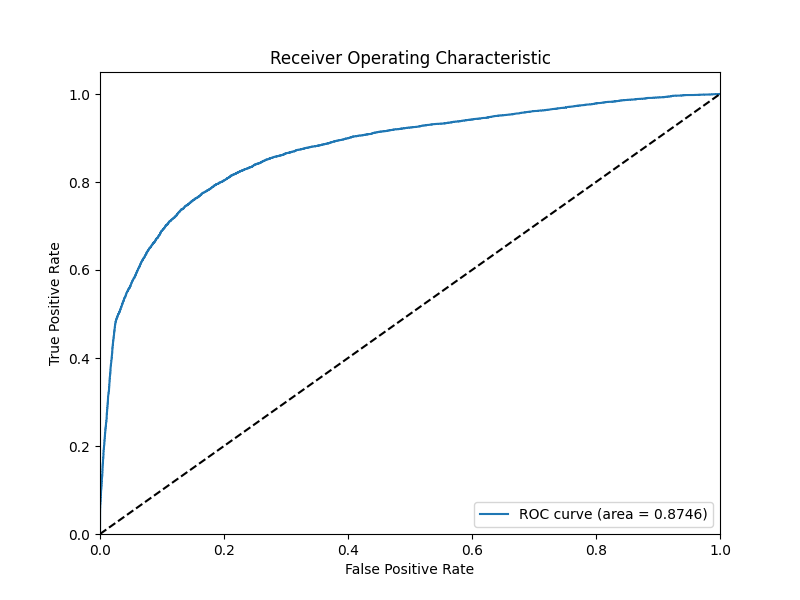 Receiver Operating Characteristic
True Positive Rate
1.0
0.8
0.6
0.4
0.2
0.0
ROC curve (area = 0.8746)
0.0 0.2 0.4 0.6 0.8 1.0
False Positive Rate